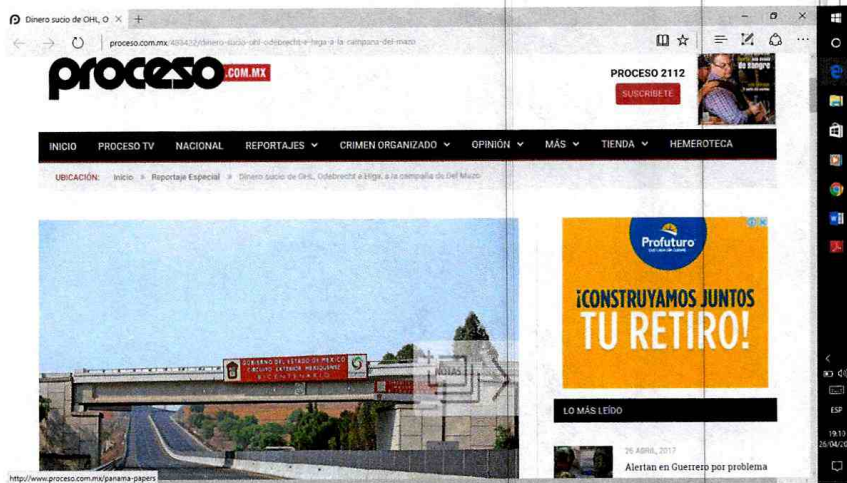 Dinero sucio de OHL, O
proceso.com.mx/483432/dinero-sucio-ohl-odebrecht-e-higa-a-la-campana-del-mazo
proceso.COM.MX
PROCESO 2112
SUSCRÍBETE
de sangre
INICIO PROCESO TV NACIONAL REPORTAJES CRIMEN ORGANIZADO OPINIÓN MÁS TIENDA HEMEROTECA
UBICACIÓN: Inicio » Reportaje Especial » Dinero sucio de OHL, Odebrecht e Higa, a la campaña de Del Mazo
GOBIERNO DEL ESTADO DE MEXICO
CIRCUITO EXTERIOR MEXIQUENSE
BICENTENARIO
NOTAS
Profuturo
¡CONSTRUYAMOS JUNTOS
TU RETIRO!
LO MÁS LEÍDO
26 ABRIL, 2017
Alertan en Guerrero por problema
http://www.proceso.com.mx/panama-papers
ESP
19:10
26/04/20